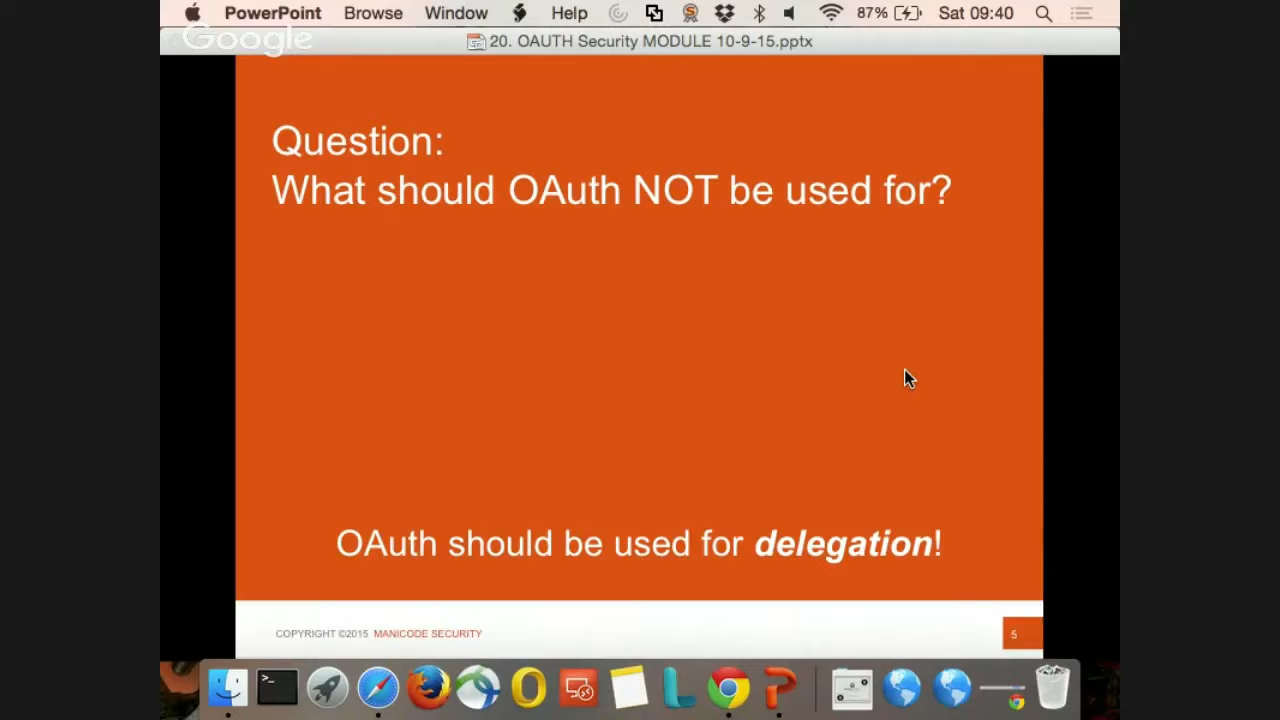 PowerPoint Browse Window Help 87% Sat 09:40
Google
20. OAUTH Security MODULE 10-9-15.pptx
Question:
What should OAuth NOT be used for?
OAuth should be used for delegation!
COPYRIGHT ©2015 MANICODE SECURITY
5